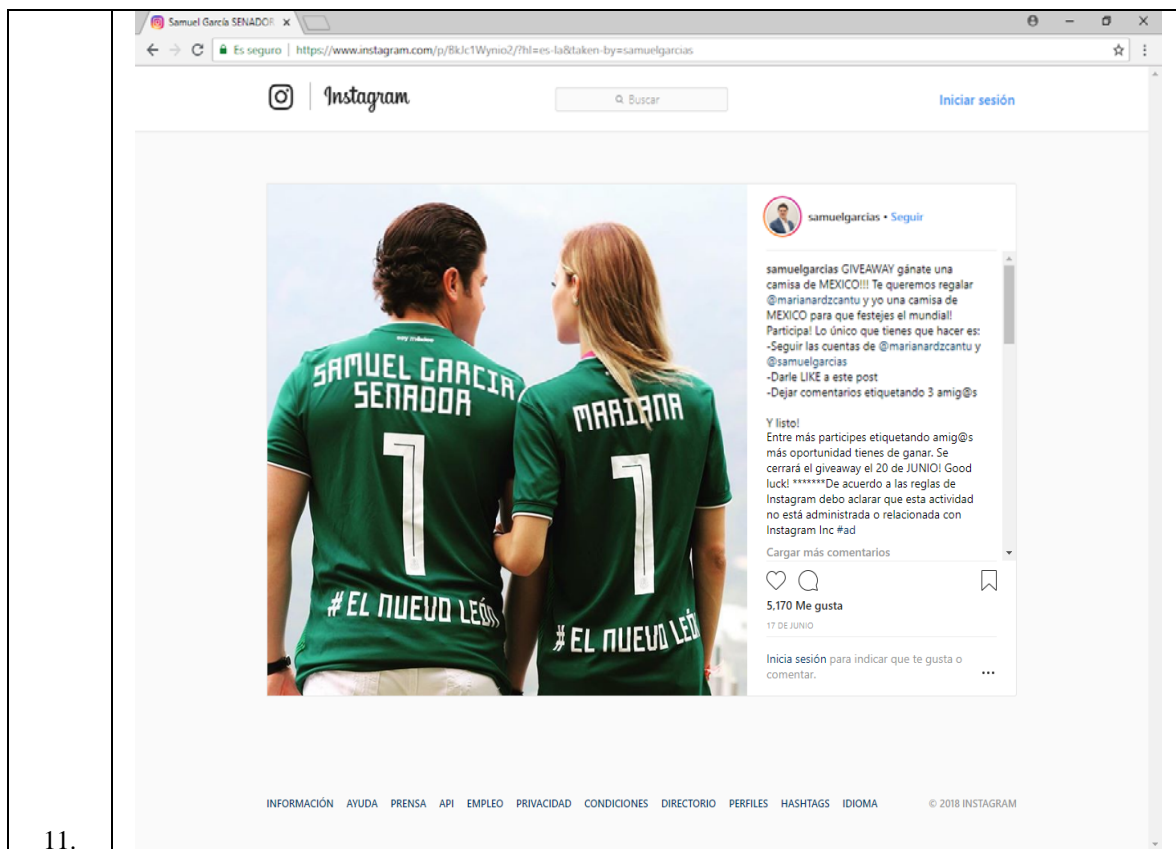 Samuel García SENADOR
Es seguro | https://www.instagram.com/p/BkJc1Wynio2/?hl=es-la&taken-by=samuelgarcias
Instagram
Buscar
Iniciar sesión
soy méxico
SAMUEL GARCIA
SENADOR
1
# EL NUEVO LEÓN
MARIANA
1
# EL NUEVO LEÓN
samuelgarcias • Seguir
samuelgarcias GIVEAWAY gánate una
camisa de MEXICO!!! Te queremos regalar
@marianardzcantu y yo una camisa de
MEXICO para que festejes el mundial!
Participa! Lo único que tienes que hacer es:
-Seguir las cuentas de @marianardzcantu y
@samuelgarcias
-Darle LIKE a este post
-Dejar comentarios etiquetando 3 amig@s
Y listo!
Entre más participes etiquetando amig@s
más oportunidad tienes de ganar. Se
cerrará el giveaway el 20 de JUNIO! Good
luck! *******De acuerdo a las reglas de
Instagram debo aclarar que esta actividad
no está administrada o relacionada con
Instagram Inc #ad
Cargar más comentarios
5,170 Me gusta
17 DE JUNIO
Inicia sesión para indicar que te gusta o
comentar.
INFORMACIÓN AYUDA PRENSA API EMPLEO PRIVACIDAD CONDICIONES DIRECTORIO PERFILES HASHTAGS IDIOMA © 2018 INSTAGRAM
11.